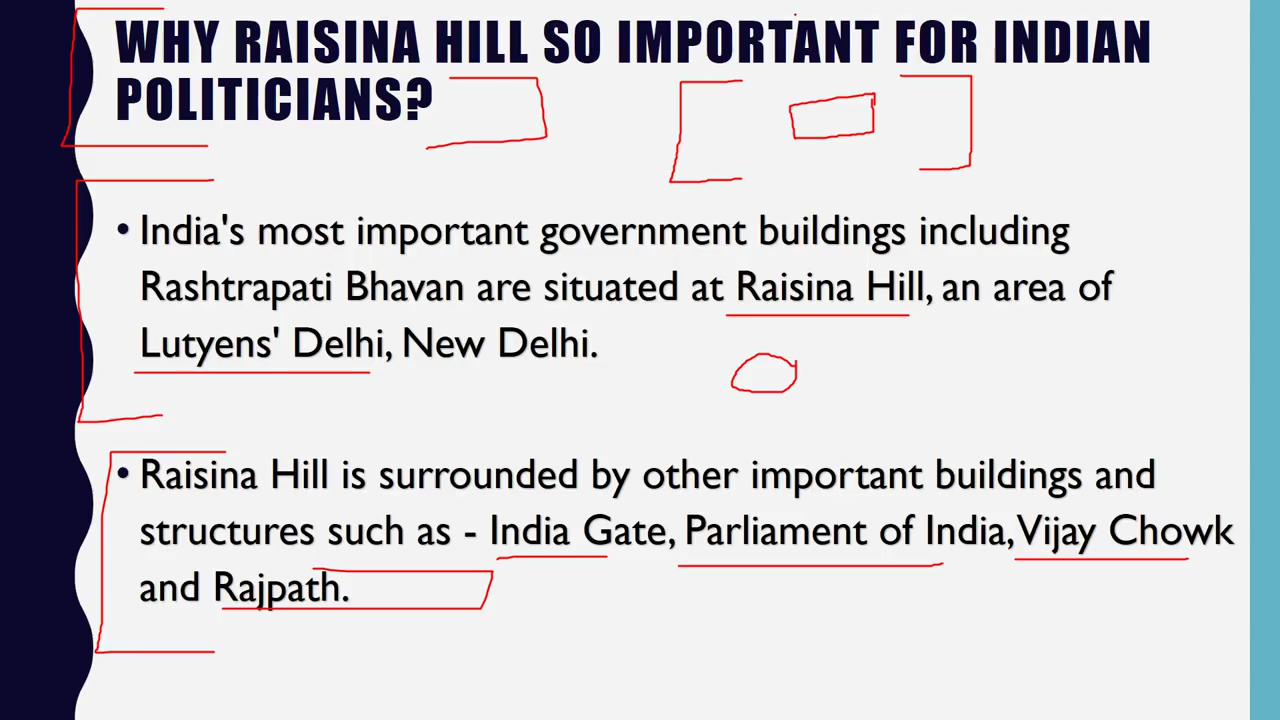 WHY RAISINA HILL SO IMPORTANT FOR INDIAN
POLITICIANS?
• India's most important government buildings including
Rashtrapati Bhavan are situated at Raisina Hill, an area of
Lutyens' Delhi, New Delhi.
• Raisina Hill is surrounded by other important buildings and
structures such as - India Gate, Parliament of India, Vijay Chowk
and Rajpath.